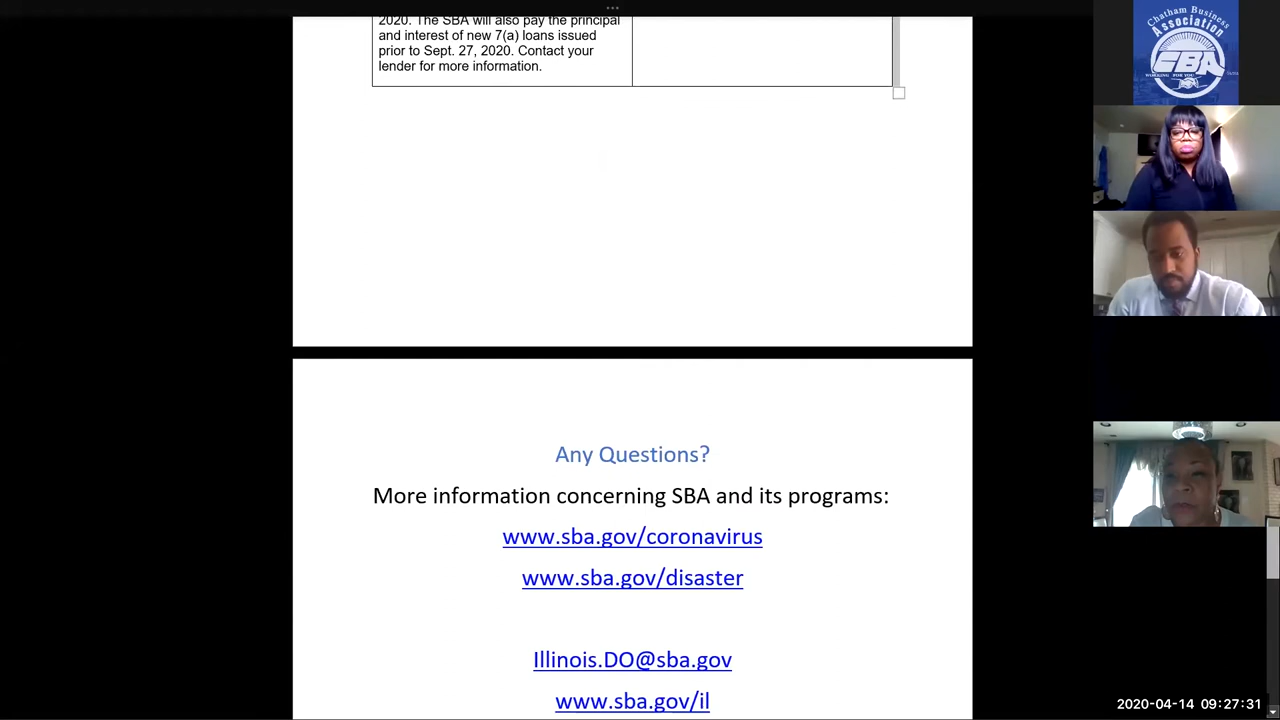 2020. The SBA will also pay the principal
and interest of new 7(a) loans issued
prior to Sept. 27, 2020. Contact your
lender for more information.
Any Questions?
More information concerning SBA and its programs:
www.sba.gov/coronavirus
www.sba.gov/disaster
Illinois.DO@sba.gov
www.sba.gov/il
Chatham Business
Association
CBA
WORKING FOR YOU
2020-04-14 09:27:31